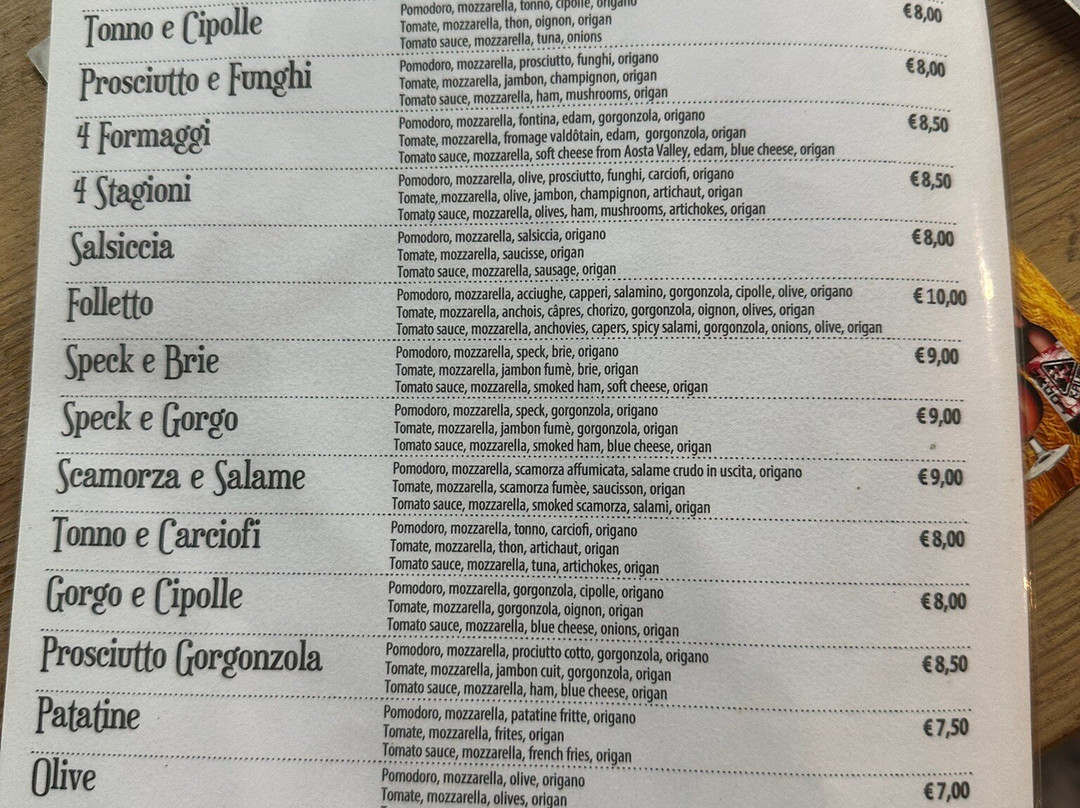 Tonno e Cipolle
Pomodoro, mozzarella, tonno, cipolle, origano
Tomate, mozzarella, thon, oignon, origan
Tomato sauce, mozzarella, tuna, onions
€8,00
Prosciutto e Funghi
Pomodoro, mozzarella, prosciutto, funghi, origano
Tomate, mozzarella, jambon, champignon, origan
Tomato sauce, mozzarella, ham, mushrooms, origan
€8,00
4 Formaggi
Pomodoro, mozzarella, fontina, edam, gorgonzola, origano
Tomate, mozzarella, fromage valdôtain, edam, gorgonzola, origan
Tomato sauce, mozzarella, soft cheese from Aosta Valley, edam, blue cheese, origan
€8,50
4 Stagioni
Pomodoro, mozzarella, olive, prosciutto, funghi, carciofi, origano
Tomate, mozzarella, olive, jambon, champignon, artichaut, origan
Tomato sauce, mozzarella, olives, ham, mushrooms, artichokes, origan
€8,50
Salsiccia
Pomodoro, mozzarella, salsiccia, origano
Tomate, mozzarella, saucisse, origan
Tomato sauce, mozzarella, sausage, origan
€8,00
Folletto
Pomodoro, mozzarella, acciughe, capperi, salamino, gorgonzola, cipolle, olive, origano
Tomate, mozzarella, anchois, câpres, chorizo, gorgonzola, oignon, olives, origan
Tomato sauce, mozzarella, anchovies, capers, spicy salami, gorgonzola, onions, olive, origan
€ 10,00
Speck e Brie
Pomodoro, mozzarella, speck, brie, origano
Tomate, mozzarella, jambon fumè, brie, origan
Tomato sauce, mozzarella, smoked ham, soft cheese, origan
€9,00
Speck e Gorgo
Pomodoro, mozzarella, speck, gorgonzola, origano
Tomate, mozzarella, jambon fumè, gorgonzola, origan
Tomato sauce, mozzarella, smoked ham, blue cheese, origan
€9,00
Scamorza e Salame
Pomodoro, mozzarella, scamorza affumicata, salame crudo in uscita, origano
Tomate, mozzarella, scamorza fumèe, saucisson, origan
Tomato sauce, mozzarella, smoked scamorza, salami, origan
€9,00
Tonno e Carciofi
Pomodoro, mozzarella, tonno, carciofi, origano
Tomate, mozzarella, thon, artichaut, origan
Tomato sauce, mozzarella, tuna, artichokes, origan
€8,00
Gorgo e Cipolle
Pomodoro, mozzarella, gorgonzola, cipolle, origano
Tomate, mozzarella, gorgonzola, oignon, origan
Tomato sauce, mozzarella, blue cheese, onions, origan
€8,00
Prosciutto Gorgonzola
Pomodoro, mozzarella, prociutto cotto, gorgonzola, origano
Tomate, mozzarella, jambon cuit, gorgonzola, origan
Tomato sauce, mozzarella, ham, blue cheese, origan
€8,50
Patatine
Pomodoro, mozzarella, patatine fritte, origano
Tomate, mozzarella, frites, origan
Tomato sauce, mozzarella, french fries, origan
€7,50
Olive
Pomodoro, mozzarella, olive, origano
Tomate, mozzarella, olives, origan
€7,00